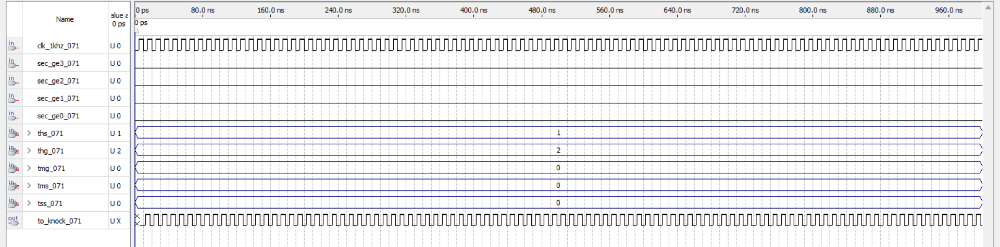 Name alue a 0 ps
0 ps 80.0 ns 160.0 ns 240.0 ns 320.0 ns 400.0 ns 480.0 ns 560.0 ns 640.0 ns 720.0 ns 800.0 ns 880.0 ns 960.0 ns
0 ps
in clk_1khz_071 U 0
in sec_ge3_071 U 0
in sec_ge2_071 U 0
in sec_ge1_071 U 0
in sec_ge0_071 U 0
in > ths_071 U 1 1
in > thg_071 U 2 2
in > tmg_071 U 0 0
in > tms_071 U 0 0
in > tss_071 U 0 0
out to_knock_071 U X